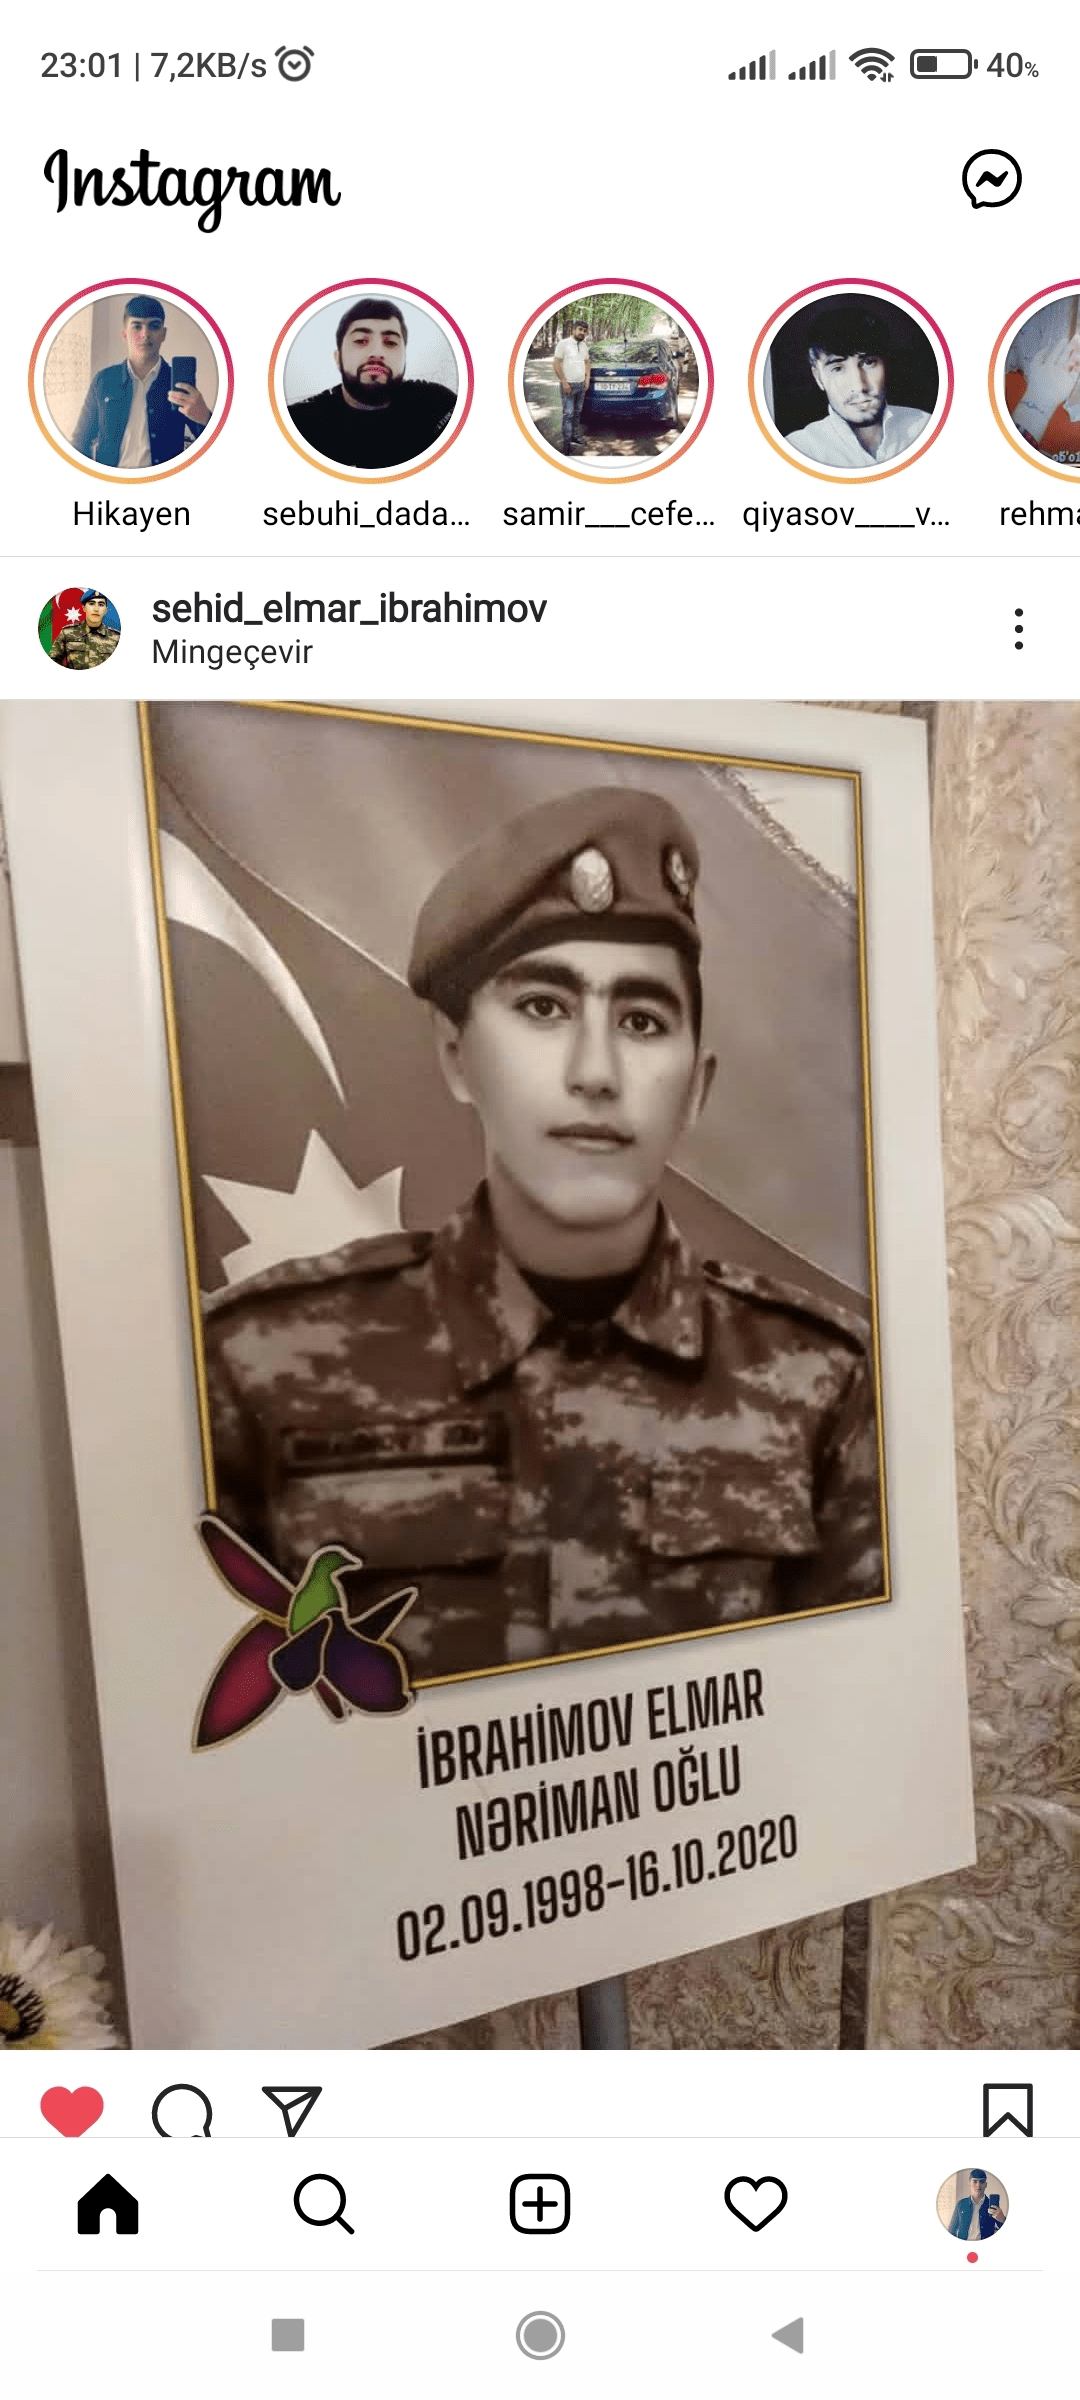 23:01 | 7,2KB/s
40%
Instagram
Hikayen
sebuhi_dada...
samir___cefe...
qiyasov____v...
rehma
sehid_elmar_ibrahimov
Mingeçevir
İBRAHİMOV ELMAR
NƏRİMAN OĞLU
02.09.1998-16.10.2020